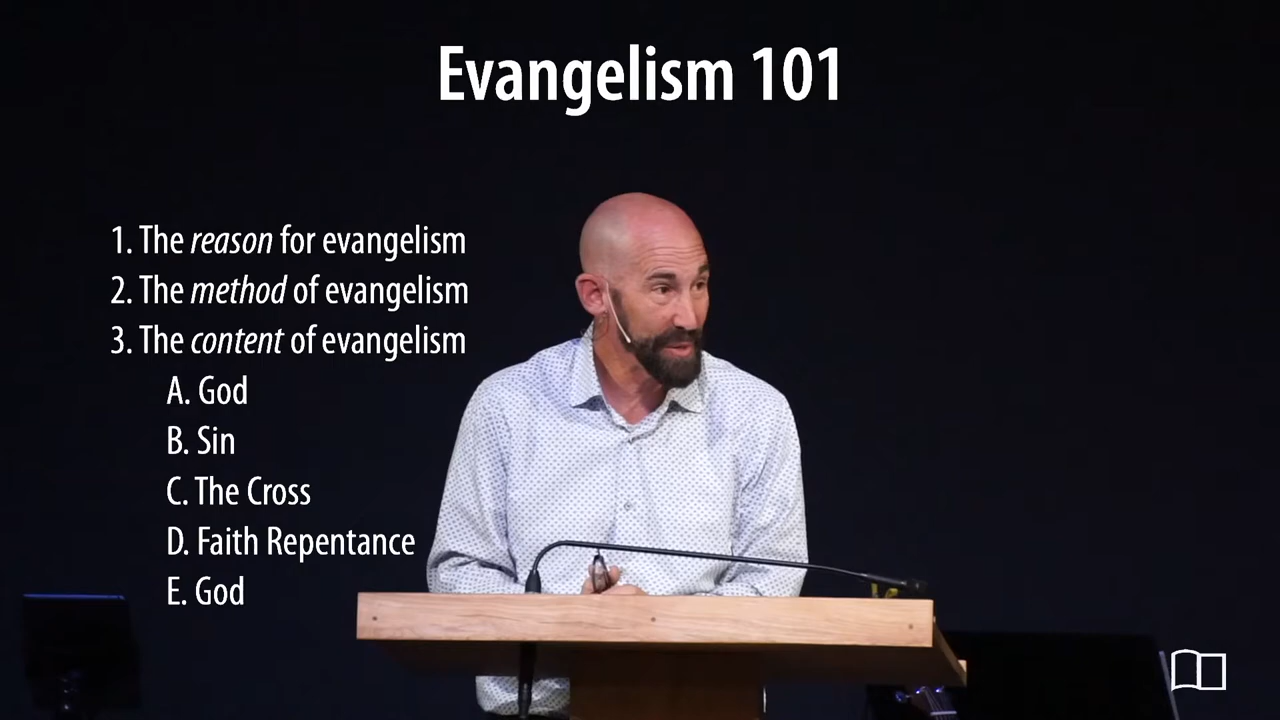 Evangelism 101
1. The reason for evangelism
2. The method of evangelism
3. The content of evangelism
A. God
B. Sin
C. The Cross
D. Faith Repentance
E. God